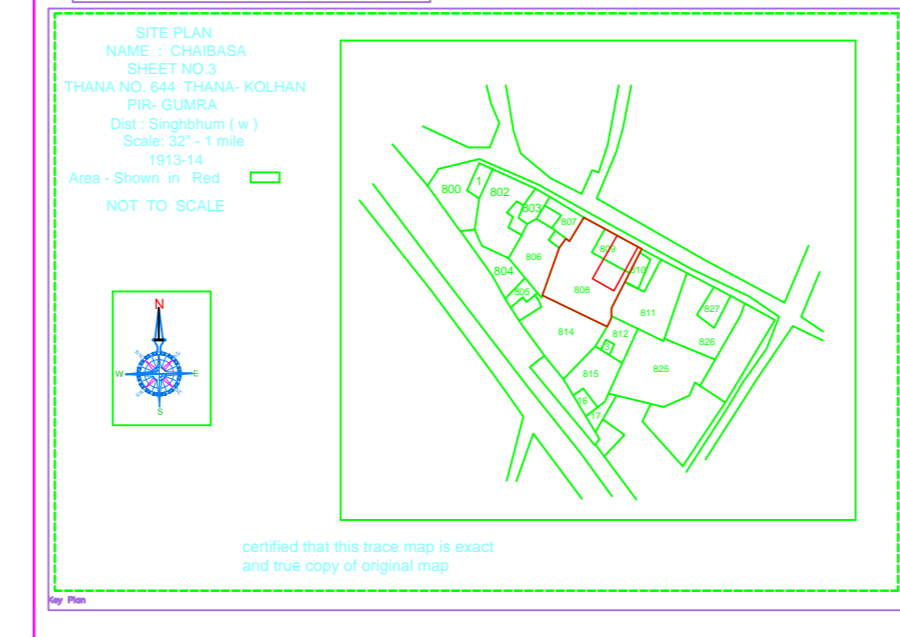 SITE PLAN
NAME : CHAIBASA
SHEET NO.3
THANA NO. 644 THANA- KOLHAN
PIR- GUMRA
Dist : Singhbhum ( w )
Scale: 32" - 1 mile
1913-14
Area - Shown in Red
NOT TO SCALE
N
W
E
S
800
1
802
803
807
806
809
810
804
805
808
811
827
814
812
826
3
815
825
16
17
certified that this trace map is exact
and true copy of original map
Key Plan